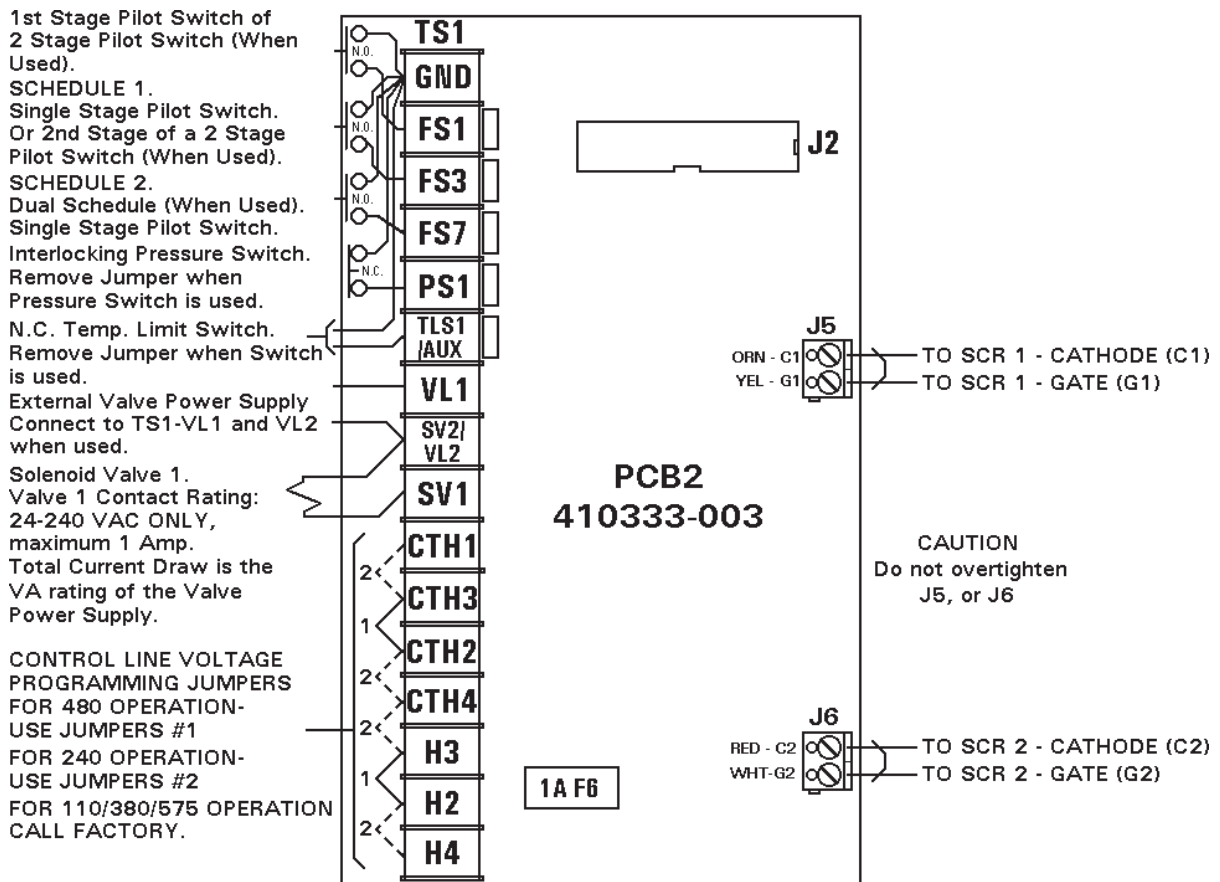 1st Stage Pilot Switch of
2 Stage Pilot Switch (When
Used).
SCHEDULE 1.
Single Stage Pilot Switch.
Or 2nd Stage of a 2 Stage
Pilot Switch (When Used).
SCHEDULE 2.
Dual Schedule (When Used).
Single Stage Pilot Switch.
Interlocking Pressure Switch.
Remove Jumper when
Pressure Switch is used.
N.C. Temp. Limit Switch.
Remove Jumper when Switch
is used.
External Valve Power Supply
Connect to TS1-VL1 and VL2
when used.
Solenoid Valve 1.
Valve 1 Contact Rating:
24-240 VAC ONLY,
maximum 1 Amp.
Total Current Draw is the
VA rating of the Valve
Power Supply.
CONTROL LINE VOLTAGE
PROGRAMMING JUMPERS
FOR 480 OPERATION-
USE JUMPERS #1
FOR 240 OPERATION-
USE JUMPERS #2
FOR 110/380/575 OPERATION
CALL FACTORY.
N.O.
N.O.
N.O.
N.C.
2
1
2
2
1
2
TS1
GND
FS1
FS3
FS7
PS1
TLS1
/AUX
VL1
SV2/
VL2
SV1
CTH1
CTH3
CTH2
CTH4
H3
H2
H4
J2
PCB2
410333-003
1A F6
J5
ORN - C1
YEL - G1
TO SCR 1 - CATHODE (C1)
TO SCR 1 - GATE (G1)
CAUTION
Do not overtighten
J5, or J6
J6
RED - C2
WHT-G2
TO SCR 2 - CATHODE (C2)
TO SCR 2 - GATE (G2)